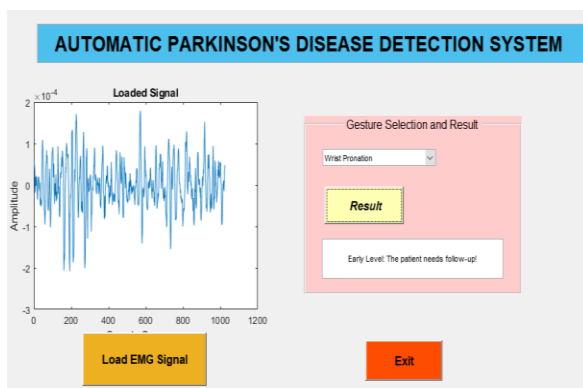 AUTOMATIC PARKINSON'S DISEASE DETECTION SYSTEM
Loaded Signal
×10⁻⁴
2
1
0
-1
-2
-3
Amplitude
0 200 400 600 800 1000 1200
Load EMG Signal
Gesture Selection and Result
Wrist Pronation
Result
Early Level: The patient needs follow-up!
Exit